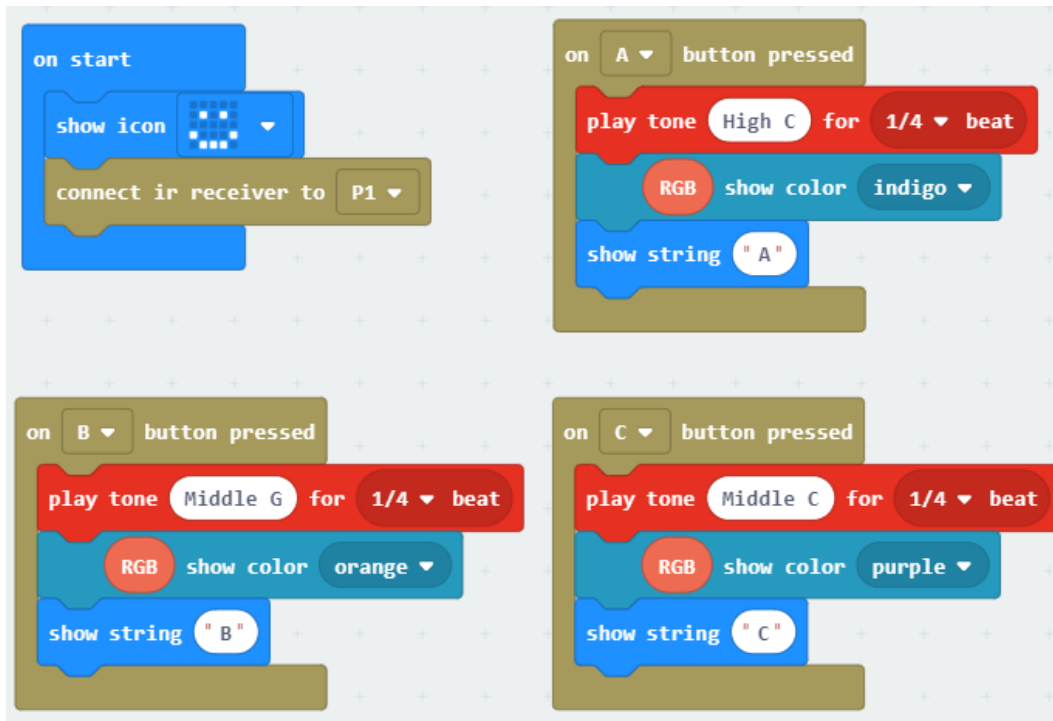 on start
show icon
connect ir receiver to P1
on A button pressed
play tone High C for 1/4 beat
RGB show color indigo
show string "A"
on B button pressed
play tone Middle G for 1/4 beat
RGB show color orange
show string "B"
on C button pressed
play tone Middle C for 1/4 beat
RGB show color purple
show string "C"